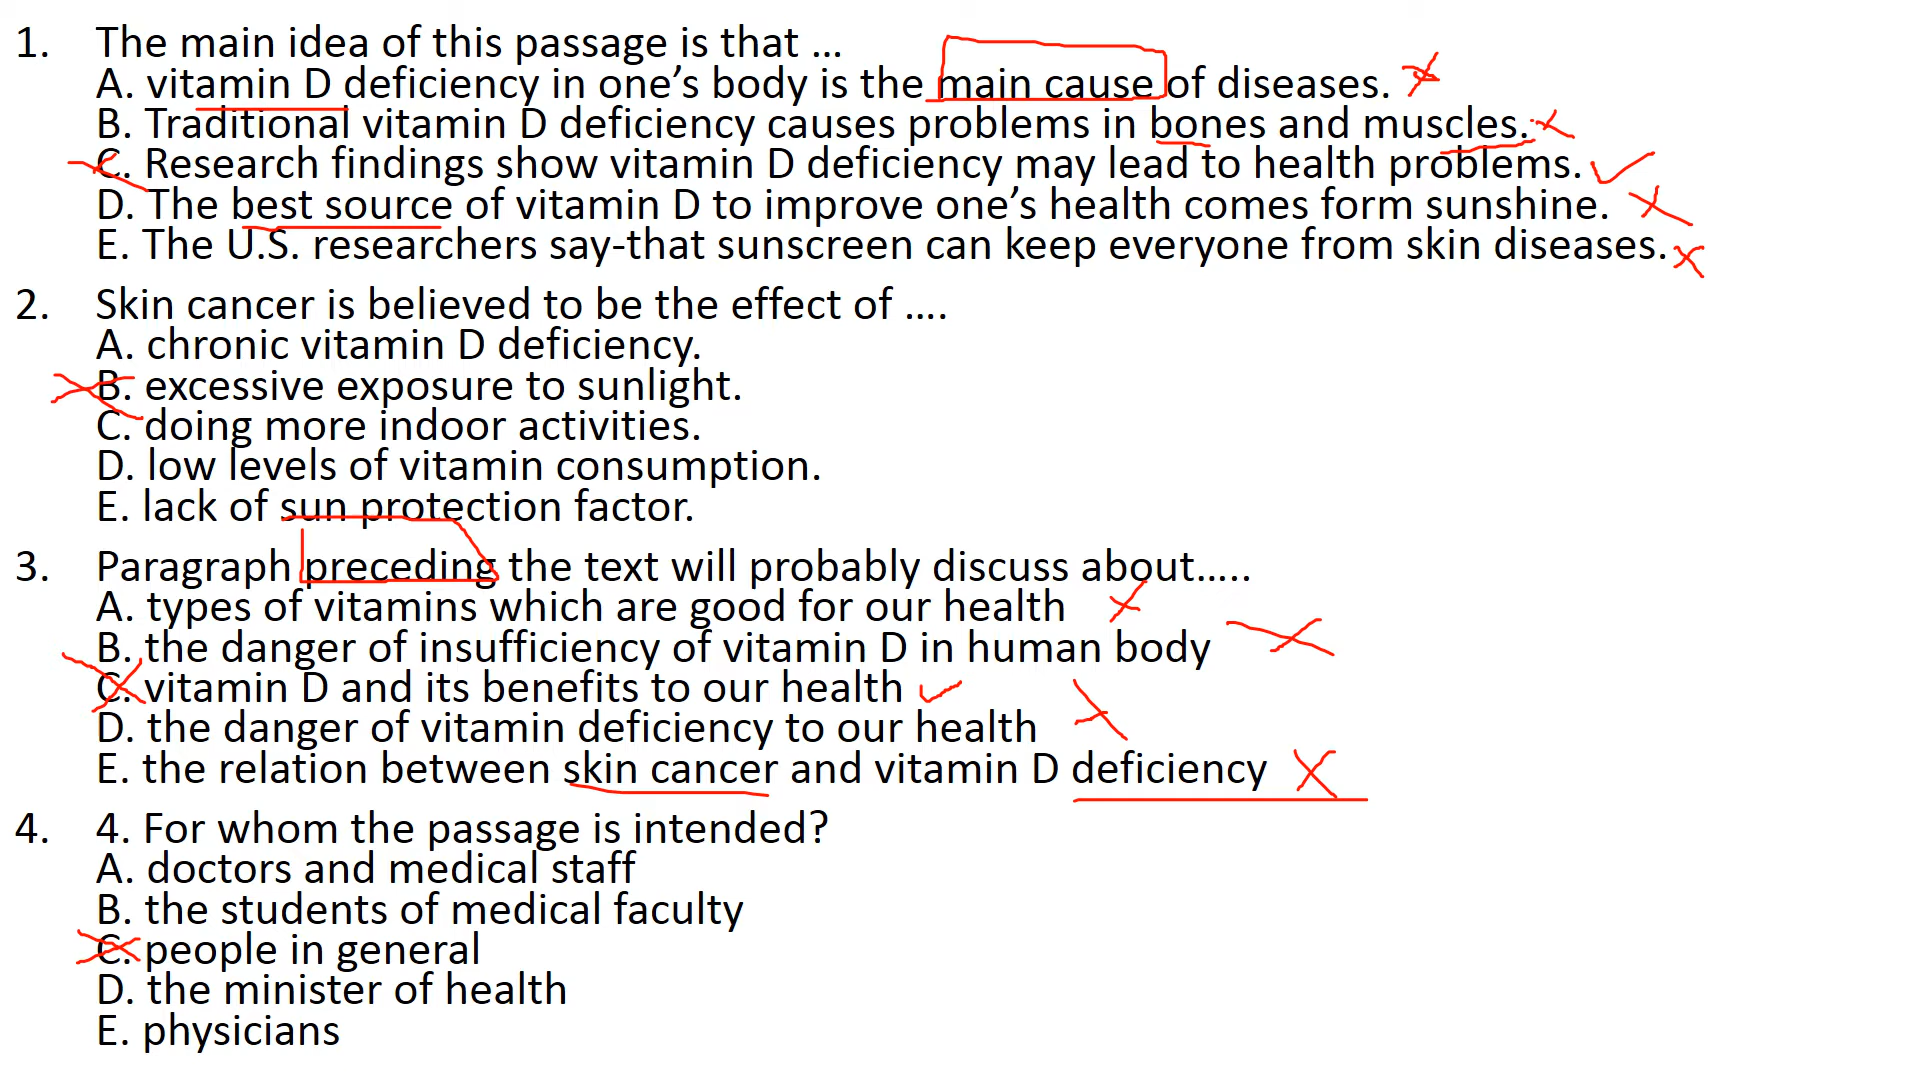 1. The main idea of this passage is that ...
A. vitamin D deficiency in one’s body is the main cause of diseases.
B. Traditional vitamin D deficiency causes problems in bones and muscles.
C. Research findings show vitamin D deficiency may lead to health problems.
D. The best source of vitamin D to improve one’s health comes form sunshine.
E. The U.S. researchers say-that sunscreen can keep everyone from skin diseases.
2. Skin cancer is believed to be the effect of ....
A. chronic vitamin D deficiency.
B. excessive exposure to sunlight.
C. doing more indoor activities.
D. low levels of vitamin consumption.
E. lack of sun protection factor.
3. Paragraph preceding the text will probably discuss about.....
A. types of vitamins which are good for our health
B. the danger of insufficiency of vitamin D in human body
C. vitamin D and its benefits to our health
D. the danger of vitamin deficiency to our health
E. the relation between skin cancer and vitamin D deficiency
4. 4. For whom the passage is intended?
A. doctors and medical staff
B. the students of medical faculty
C. people in general
D. the minister of health
E. physicians